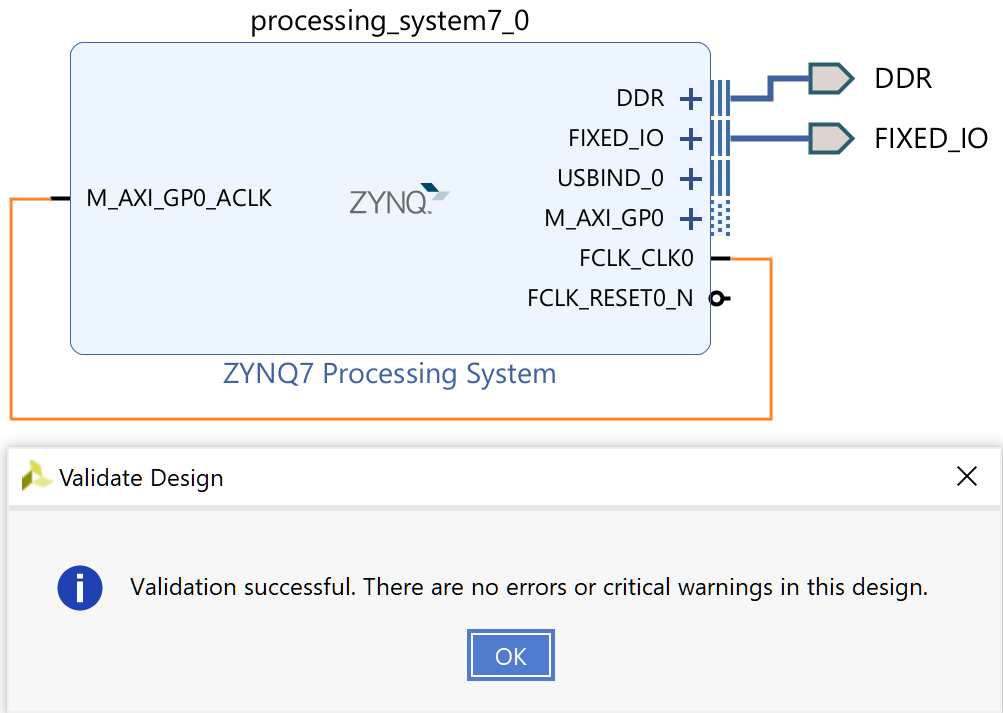 processing_system7_0
DDR
DDR
FIXED_IO
FIXED_IO
USBIND_0
M_AXI_GP0_ACLK
ZYNQ
M_AXI_GP0
FCLK_CLK0
FCLK_RESET0_N
ZYNQ7 Processing System
Validate Design
Validation successful. There are no errors or critical warnings in this design.
OK